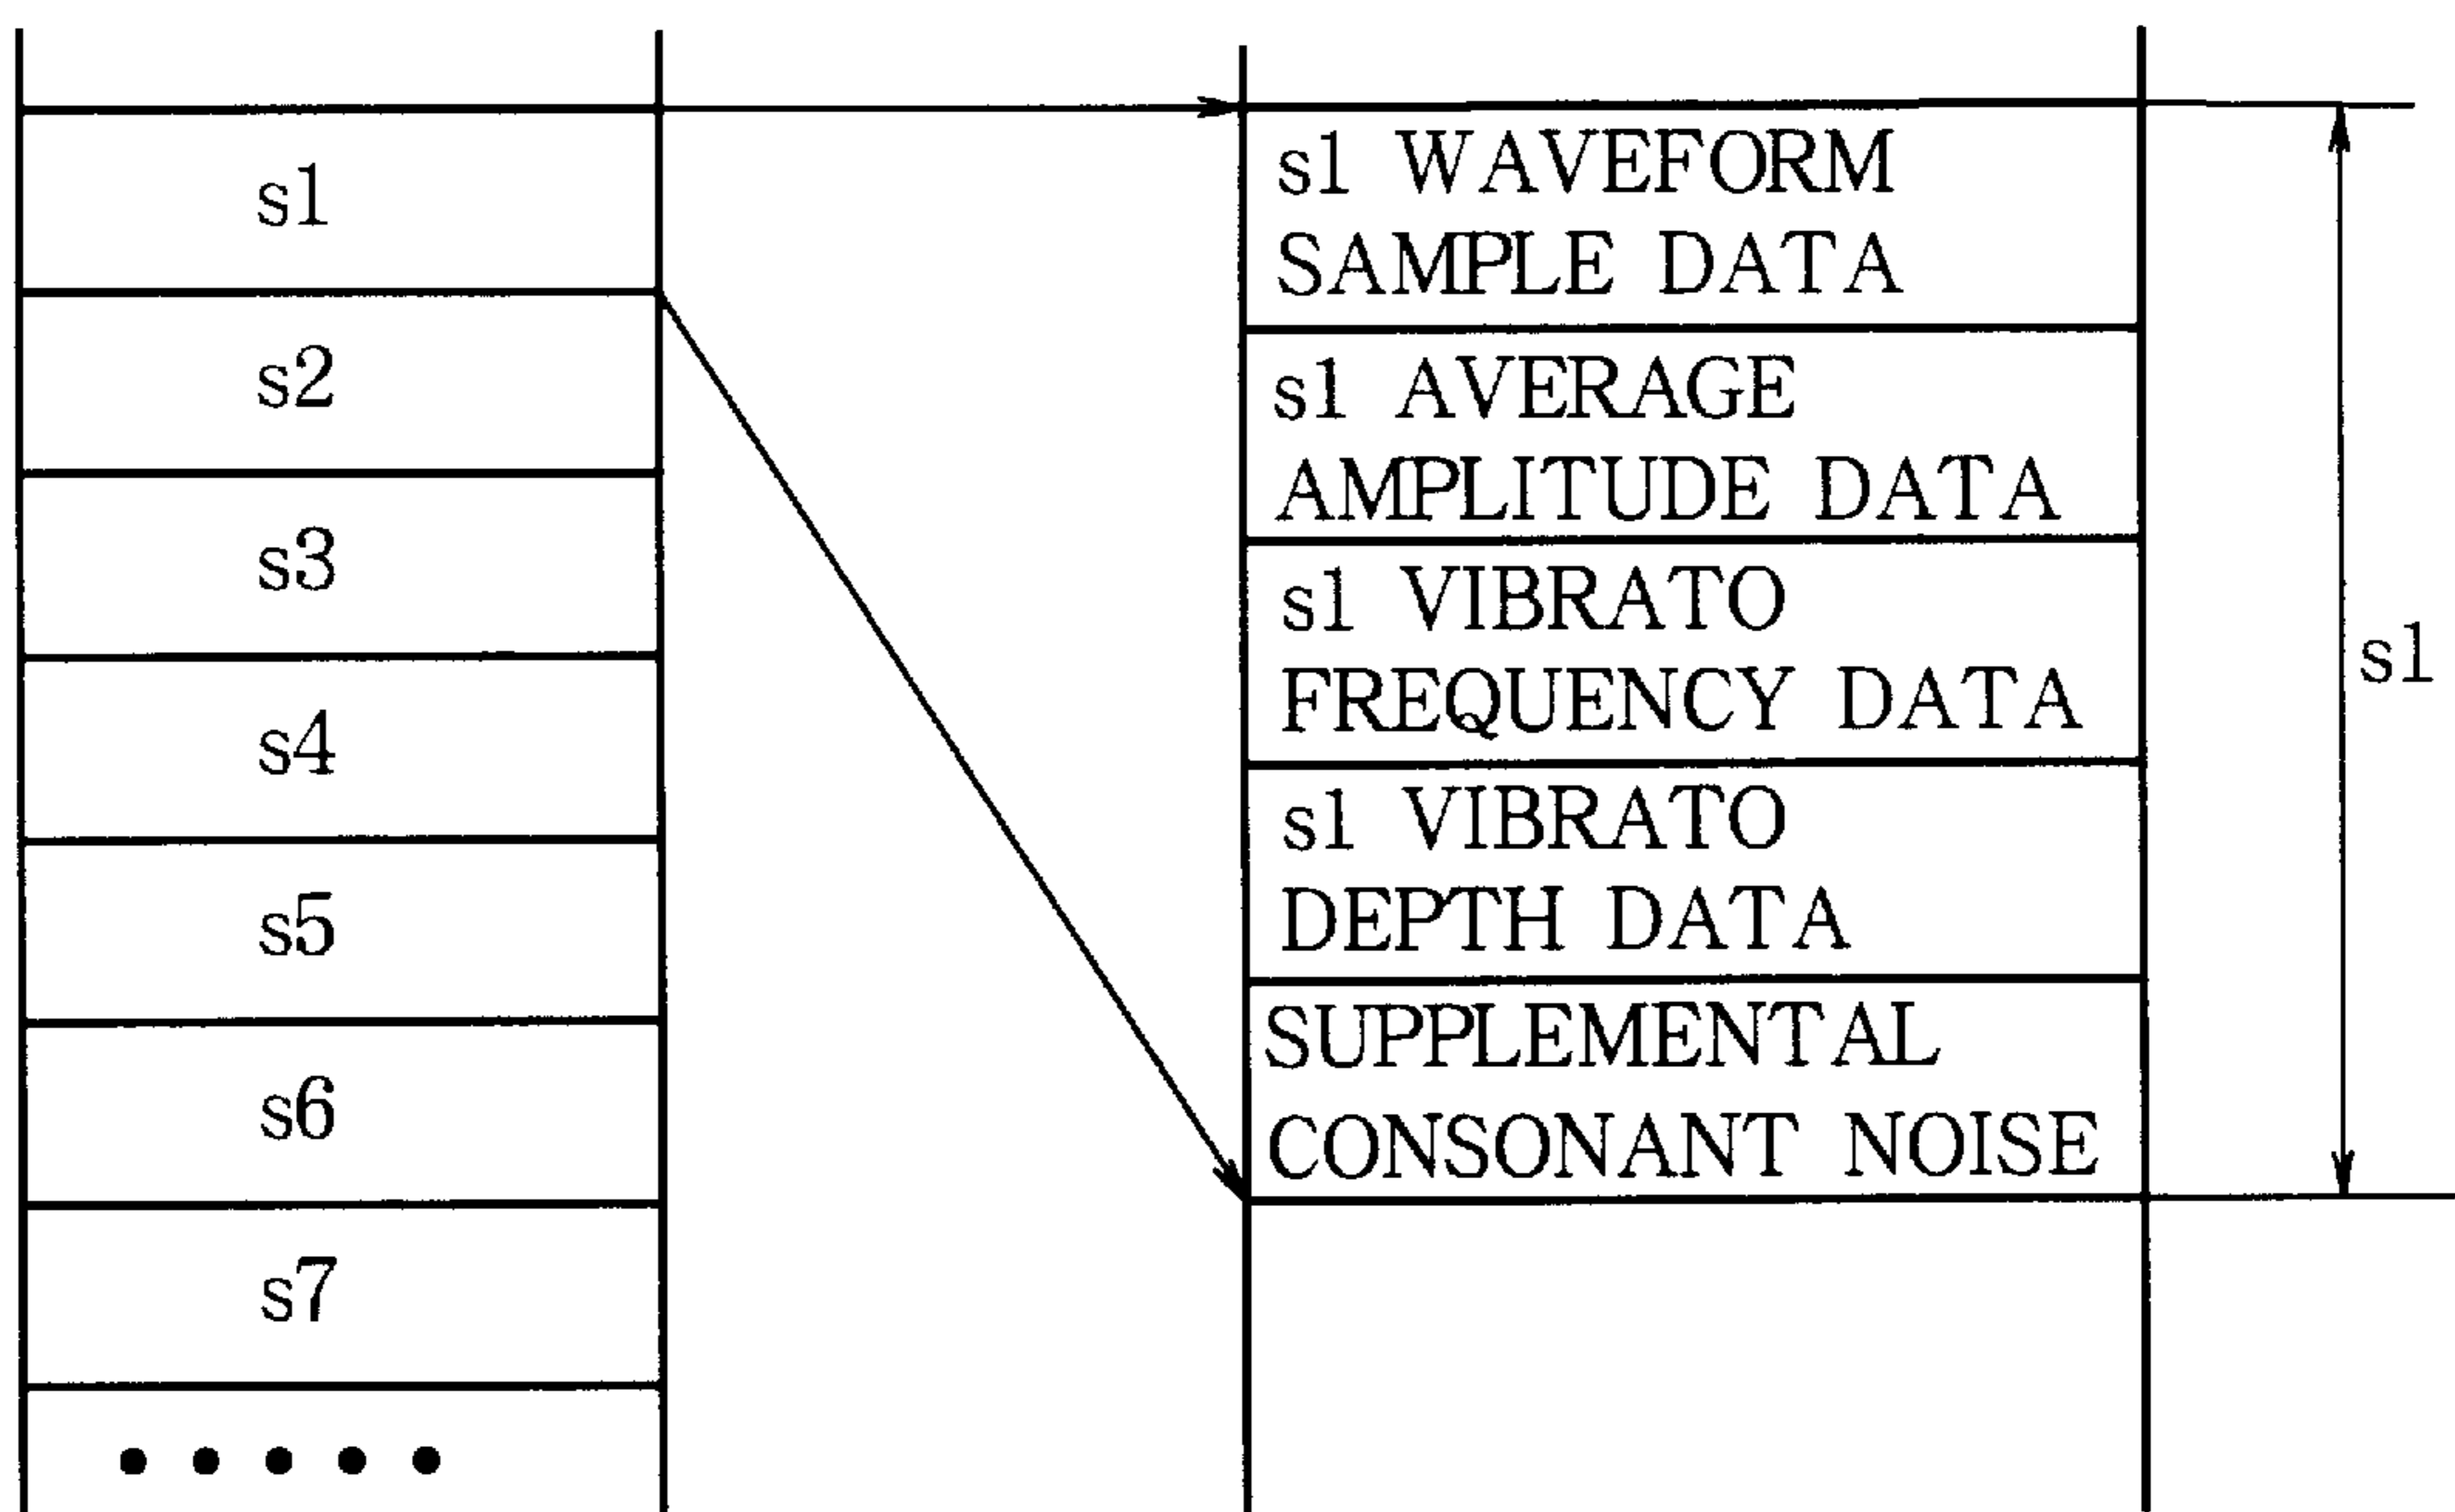 s1
s2
s3
s4
s5
s6
s7
s1 WAVEFORM
SAMPLE DATA
s1 AVERAGE
AMPLITUDE DATA
s1 VIBRATO
FREQUENCY DATA
s1 VIBRATO
DEPTH DATA
SUPPLEMENTAL
CONSONANT NOISE
s1